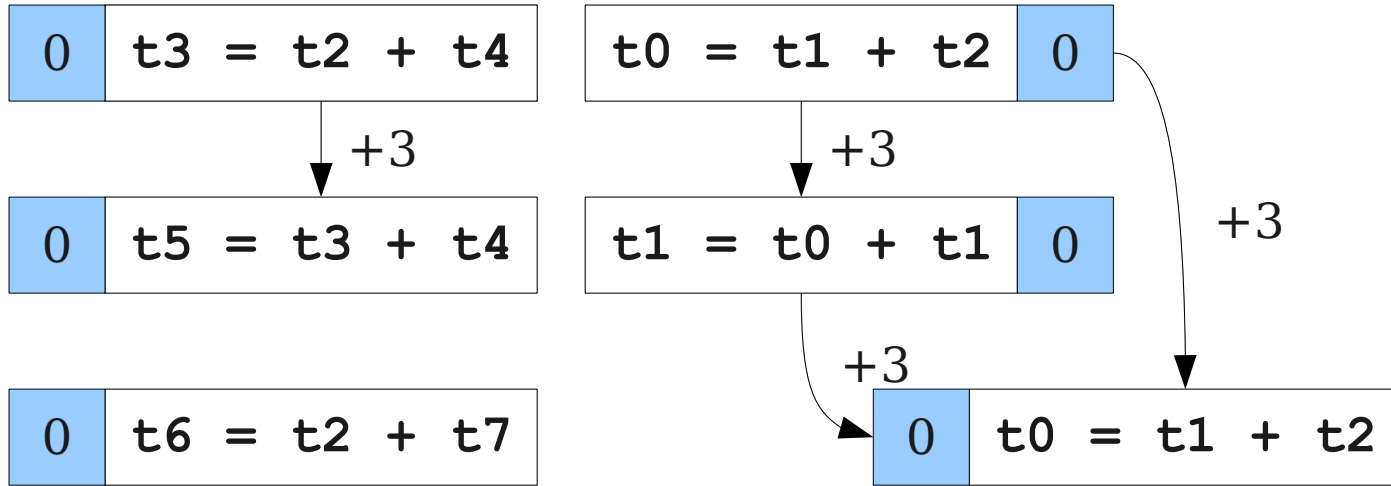 0 t3 = t2 + t4
t0 = t1 + t2 0
+3
+3
+3
0 t5 = t3 + t4
t1 = t0 + t1 0
+3
0 t6 = t2 + t7
0 t0 = t1 + t2